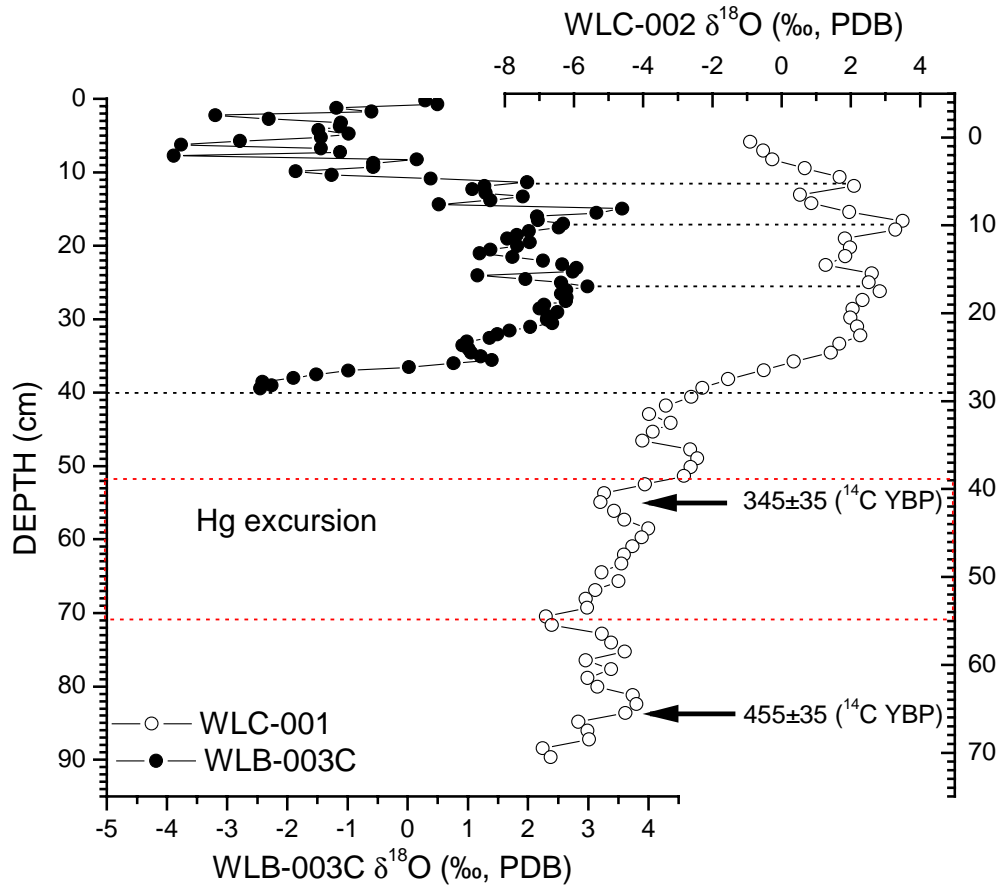 WLC-002 δ18O (‰, PDB)
-8 -6 -4 -2 0 2 4
0
10
20
30
40
50
60
70
80
90
DEPTH (cm)
0
10
20
30
40
50
60
70
Hg excursion
345±35 (14C YBP)
455±35 (14C YBP)
WLC-001
WLB-003C
-5 -4 -3 -2 -1 0 1 2 3 4
WLB-003C δ18O (‰, PDB)